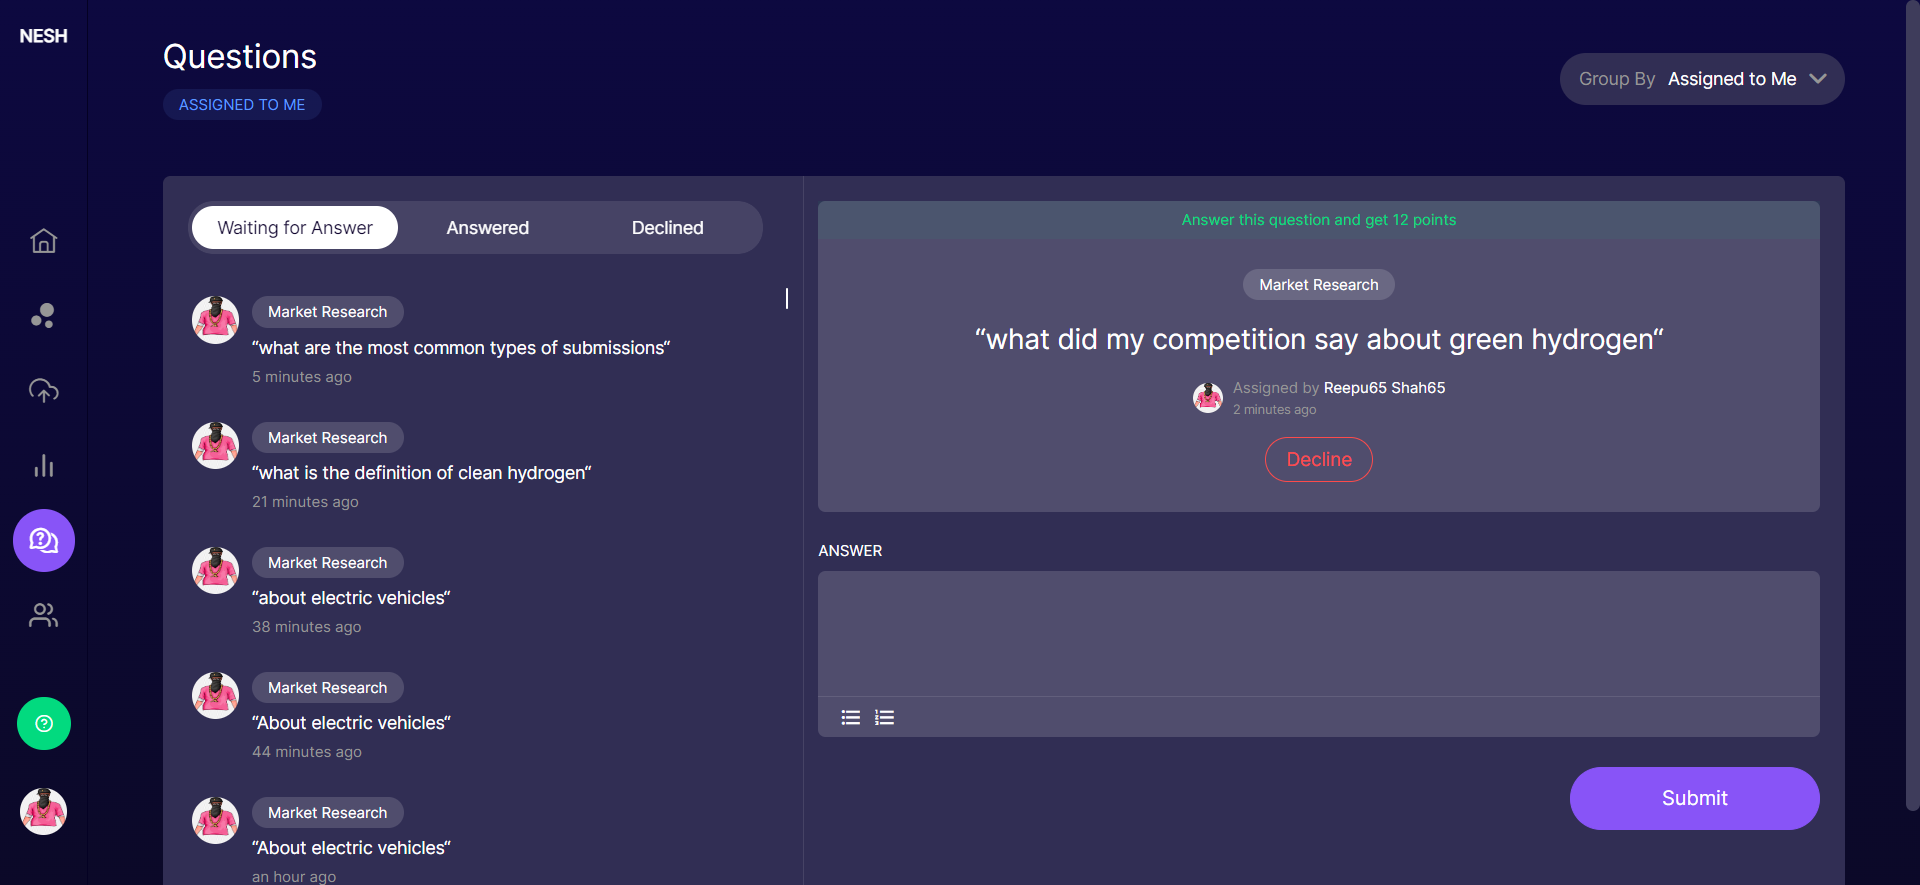 NESH
Questions
ASSIGNED TO ME
Group By Assigned to Me
Waiting for Answer
Answered
Declined
Market Research
“what are the most common types of submissions“
5 minutes ago
Market Research
“what is the definition of clean hydrogen“
21 minutes ago
Market Research
“about electric vehicles“
38 minutes ago
Market Research
“About electric vehicles“
44 minutes ago
Market Research
“About electric vehicles“
an hour ago
Answer this question and get 12 points
Market Research
“what did my competition say about green hydrogen“
Assigned by Reepu65 Shah65
2 minutes ago
Decline
ANSWER
Submit